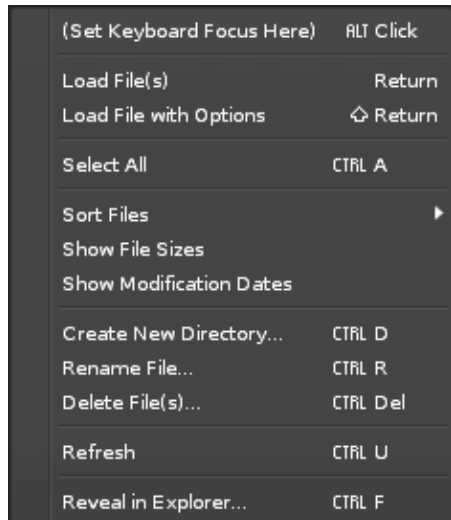 (Set Keyboard Focus Here) ALT Click
Load File(s) Return
Load File with Options ⇧ Return
Select All CTRL A
Sort Files
Show File Sizes
Show Modification Dates
Create New Directory... CTRL D
Rename File... CTRL R
Delete File(s)... CTRL Del
Refresh CTRL U
Reveal in Explorer... CTRL F